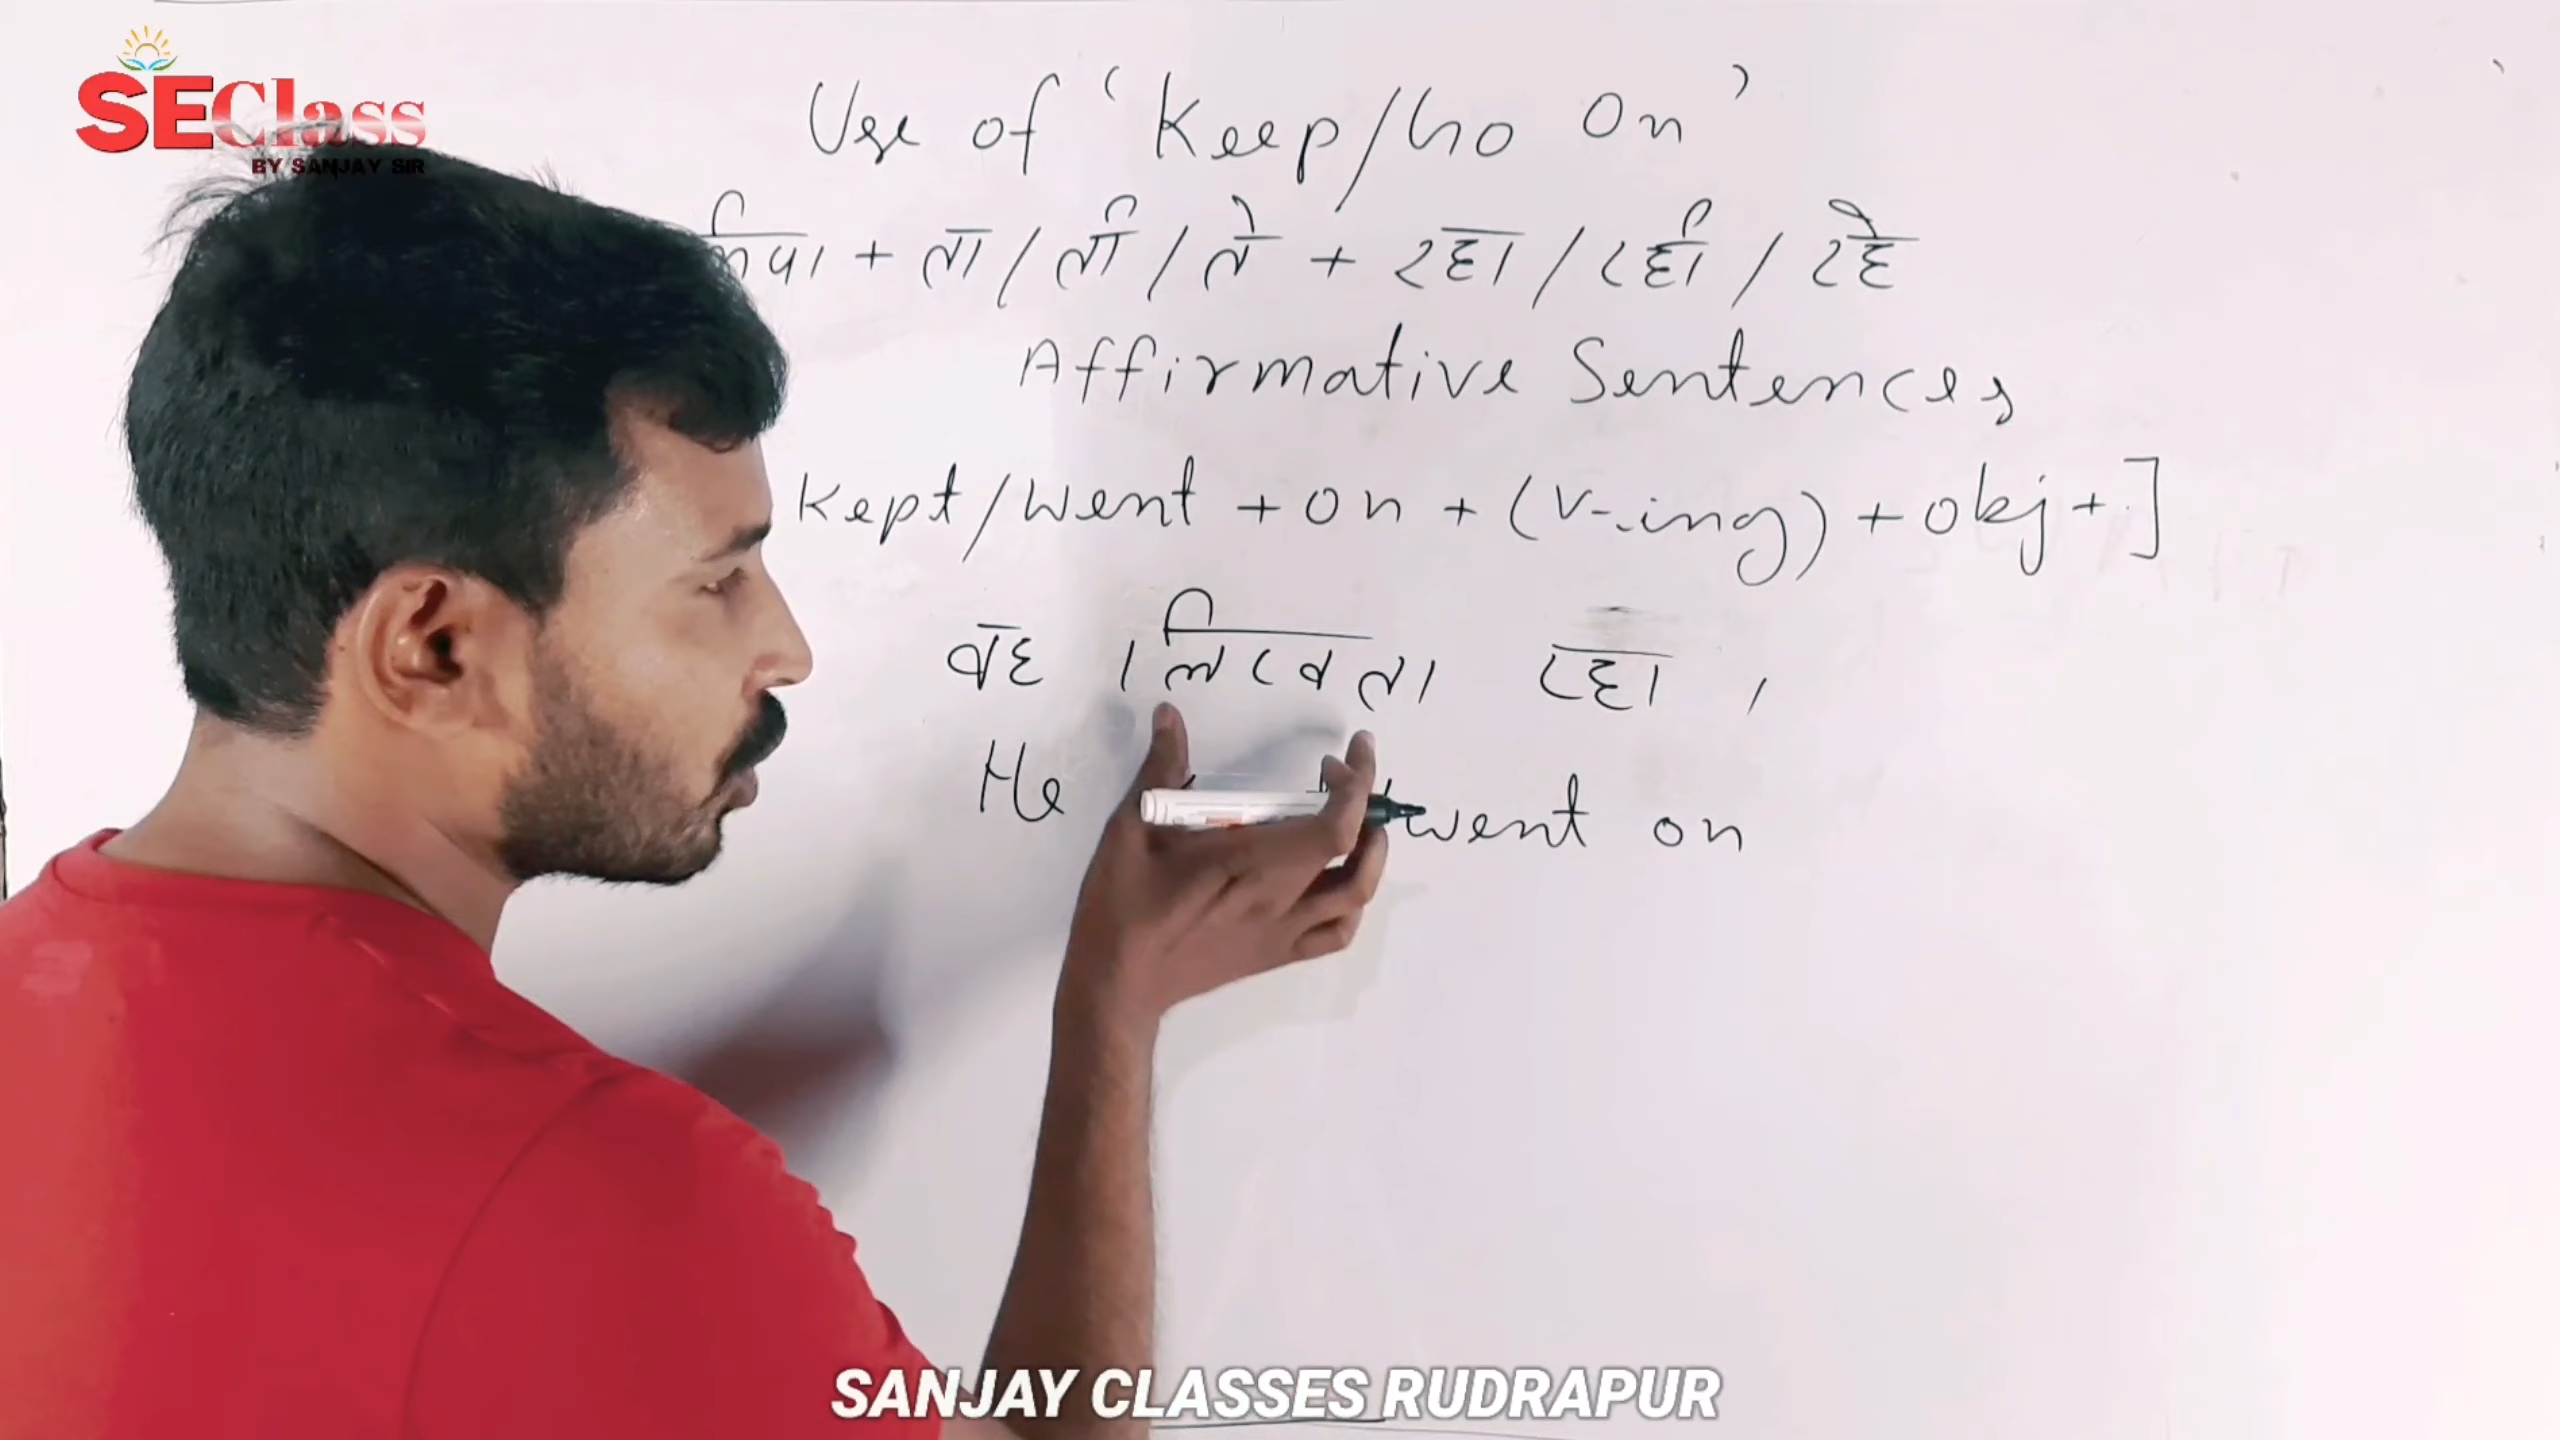 SEClass
BY SANJAY SIR
Use of 'Keep/Go On'
+ ता/ती/ते + रहा/रही/रहे
Affirmative Sentences
Kept/went + on + (V-ing) + obj + .]
वह लिखता रहा ,
He went on
SANJAY CLASSES RUDRAPUR